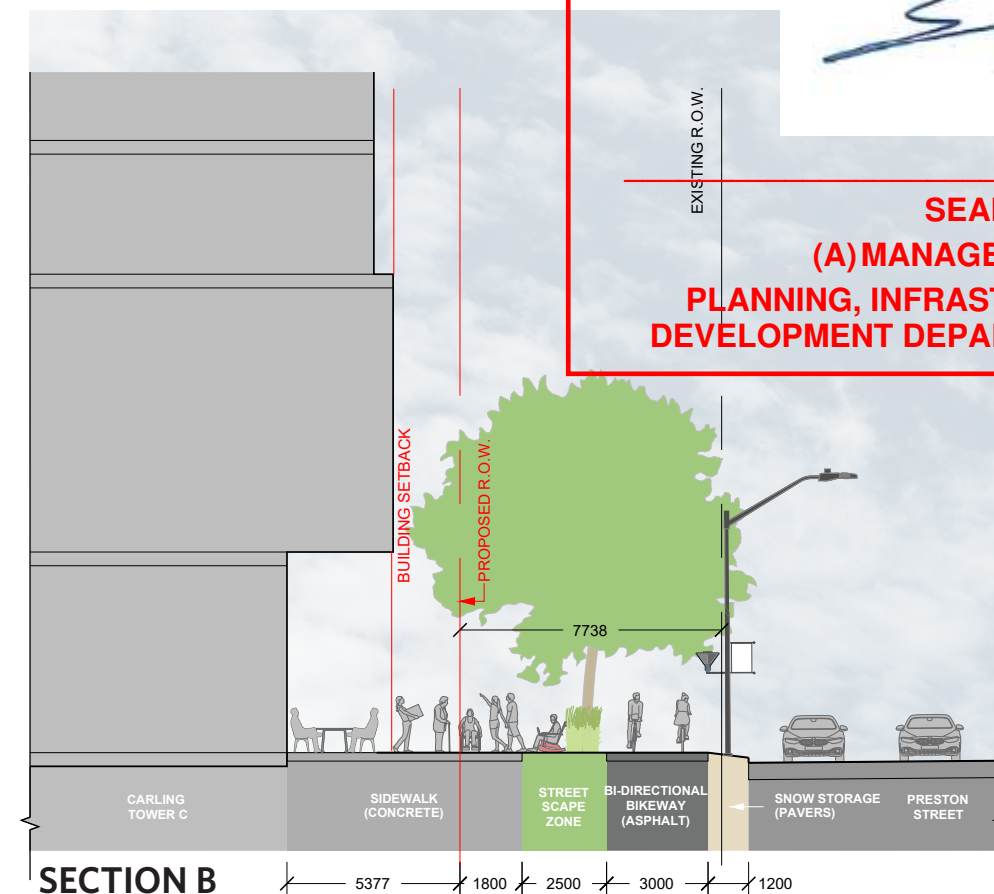 EXISTING R.O.W.
SEA
(A) MANAGE
PLANNING, INFRAST
DEVELOPMENT DEPA
BUILDING SETBACK
PROPOSED R.O.W.
7738
CARLING
TOWER C
SIDEWALK
(CONCRETE)
STREET
SCAPE
ZONE
BI-DIRECTIONAL
BIKEWAY
(ASPHALT)
SNOW STORAGE
(PAVERS)
PRESTON
STREET
SECTION B
5377 1800 2500 3000 1200